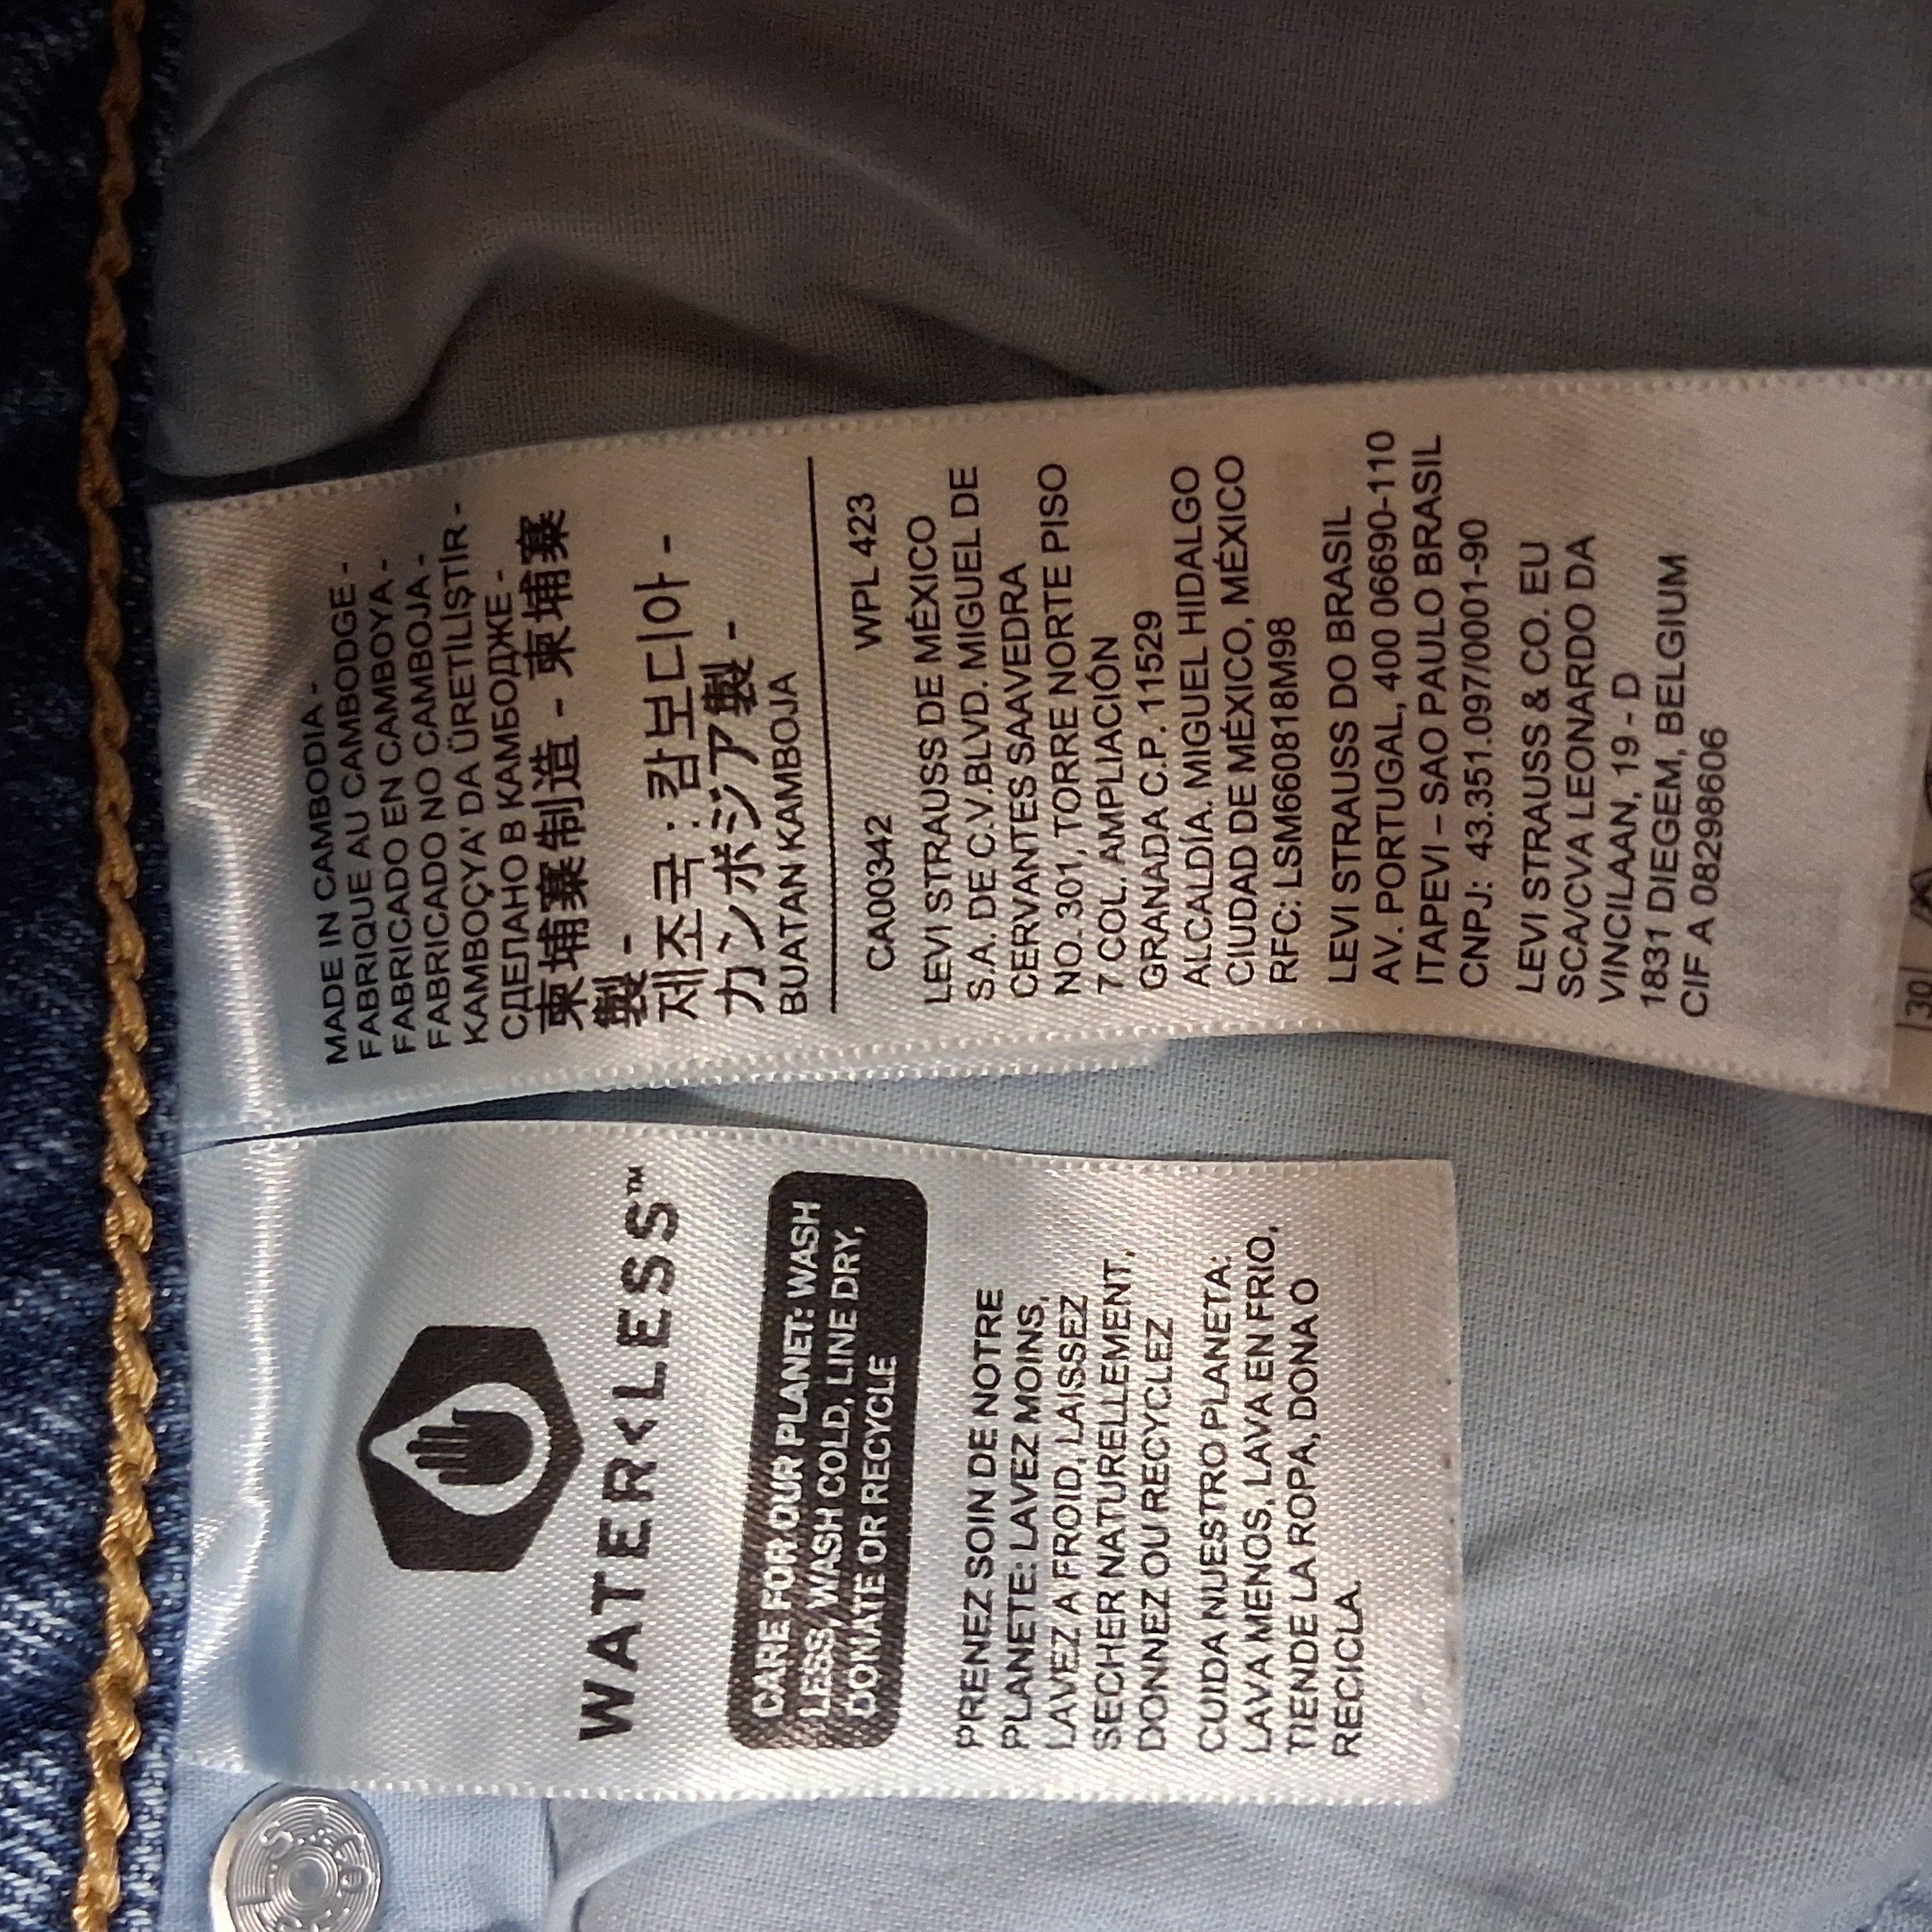 WATER<LESS™
CARE FOR OUR PLANET: WASH
LESS, WASH COLD, LINE DRY,
DONATE OR RECYCLE
PRENEZ SOIN DE NOTRE
PLANETE: LAVEZ MOINS,
LAVEZ A FROID, LAISSEZ
SECHER NATURELLEMENT,
DONNEZ OU RECYCLEZ
CUIDA NUESTRO PLANETA:
LAVA MENOS, LAVA EN FRIO,
TIENDE LA ROPA, DONA O
RECICLA.
MADE IN CAMBODIA -
FABRIQUE AU CAMBODGE -
FABRICADO EN CAMBOYA -
FABRICADO NO CAMBOJA -
KAMBOÇYA' DA ÜRETILİŞTİR -
СДЕЛАНО В КАМБОДЖЕ -
柬埔寨制造 - 柬埔寨
製 -
제조국 : 캄보디아 -
カンボジア製 -
BUATAN KAMBOJA
CA00342 WPL 423
LEVI STRAUSS DE MÉXICO
S.A. DE C.V.BLVD. MIGUEL DE
CERVANTES SAAVEDRA
NO. 301, TORRE NORTE PISO
7 COL. AMPLIACIÓN
GRANADA C.P. 11529
ALCALDÍA. MIGUEL HIDALGO
CIUDAD DE MÉXICO, MÉXICO
RFC: LSM660818M98
LEVI STRAUSS DO BRASIL
AV. PORTUGAL, 400 06690-110
ITAPEVI – SAO PAULO BRASIL
CNPJ: 43.351.097/0001-90
LEVI STRAUSS & CO. EU
SCA/CVA LEONARDO DA
VINCILAAN, 19 - D
1831 DIEGEM, BELGIUM
CIF A 08298606
30